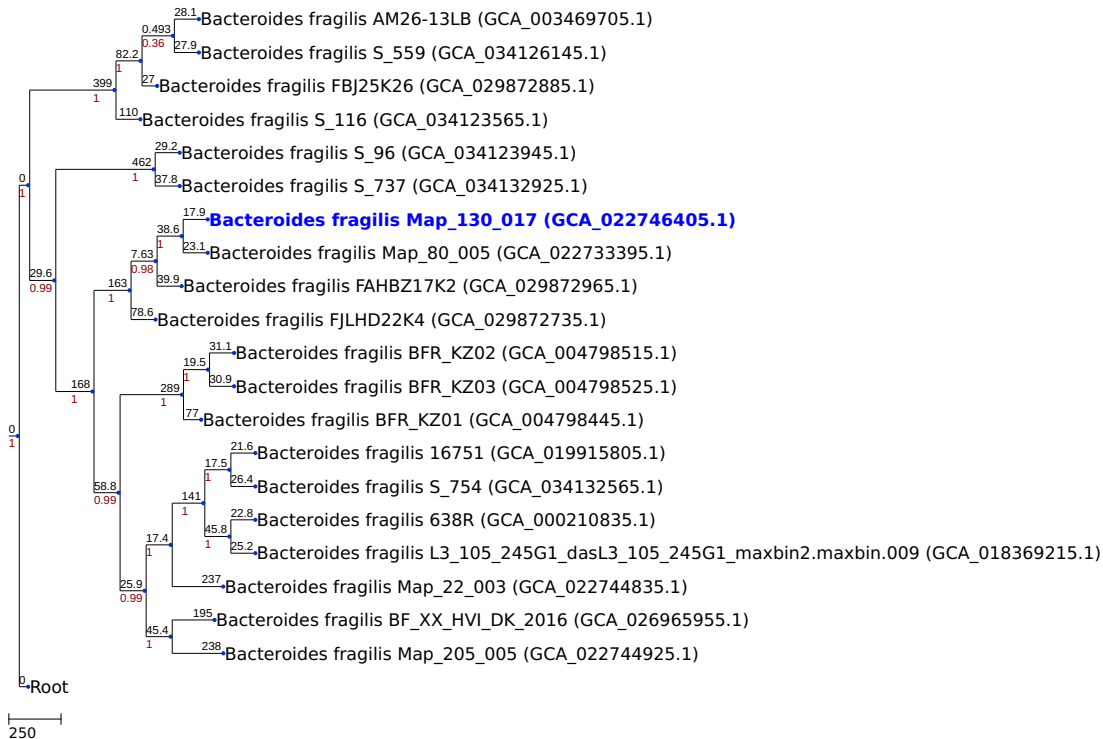 28.1 Bacteroides fragilis AM26-13LB (GCA_003469705.1)
0.493
0.36
27.9 Bacteroides fragilis S_559 (GCA_034126145.1)
82.2
1
27 Bacteroides fragilis FBJ25K26 (GCA_029872885.1)
399
1
110 Bacteroides fragilis S_116 (GCA_034123565.1)
29.2 Bacteroides fragilis S_96 (GCA_034123945.1)
462
1
37.8 Bacteroides fragilis S_737 (GCA_034132925.1)
0
1
17.9 Bacteroides fragilis Map_130_017 (GCA_022746405.1)
38.6
1
23.1 Bacteroides fragilis Map_80_005 (GCA_022733395.1)
7.63
0.98
29.6
0.99
39.9 Bacteroides fragilis FAHBZ17K2 (GCA_029872965.1)
163
1
78.6 Bacteroides fragilis FJLHD22K4 (GCA_029872735.1)
31.1 Bacteroides fragilis BFR_KZ02 (GCA_004798515.1)
19.5
1
30.9 Bacteroides fragilis BFR_KZ03 (GCA_004798525.1)
168
1
289
1
77 Bacteroides fragilis BFR_KZ01 (GCA_004798445.1)
0
1
21.6 Bacteroides fragilis 16751 (GCA_019915805.1)
17.5
1
26.4 Bacteroides fragilis S_754 (GCA_034132565.1)
58.8
0.99
141
1
22.8 Bacteroides fragilis 638R (GCA_000210835.1)
45.8
1
25.2 Bacteroides fragilis L3_105_245G1_dasL3_105_245G1_maxbin2.maxbin.009 (GCA_018369215.1)
17.4
1
237 Bacteroides fragilis Map_22_003 (GCA_022744835.1)
25.9
0.99
195 Bacteroides fragilis BF_XX_HVI_DK_2016 (GCA_026965955.1)
45.4
1
238 Bacteroides fragilis Map_205_005 (GCA_022744925.1)
0 Root
250